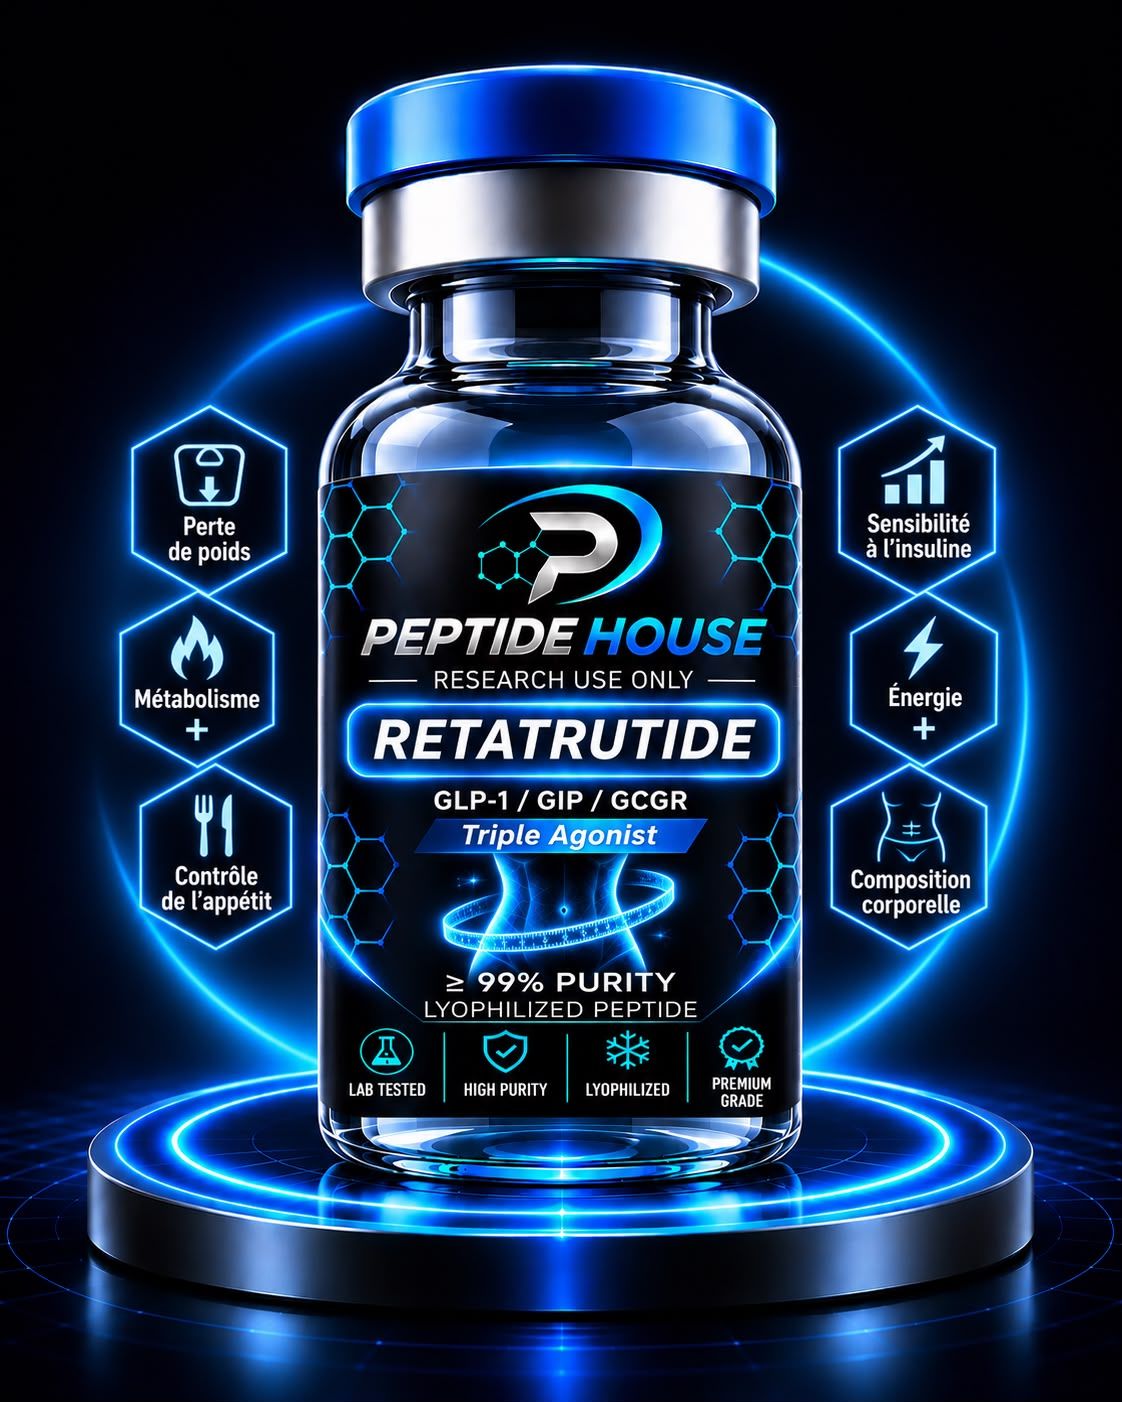 PEPTIDE HOUSE
RESEARCH USE ONLY
RETATRUTIDE
GLP-1 / GIP / GCGR
Triple Agonist
≥ 99% PURITY
LYOPHILIZED PEPTIDE
LAB TESTED
HIGH PURITY
LYOPHILIZED
PREMIUM
GRADE
Perte
de poids
Métabolisme
+
Contrôle
de l'appétit
Sensibilité
à l'insuline
Énergie
+
Composition
corporelle